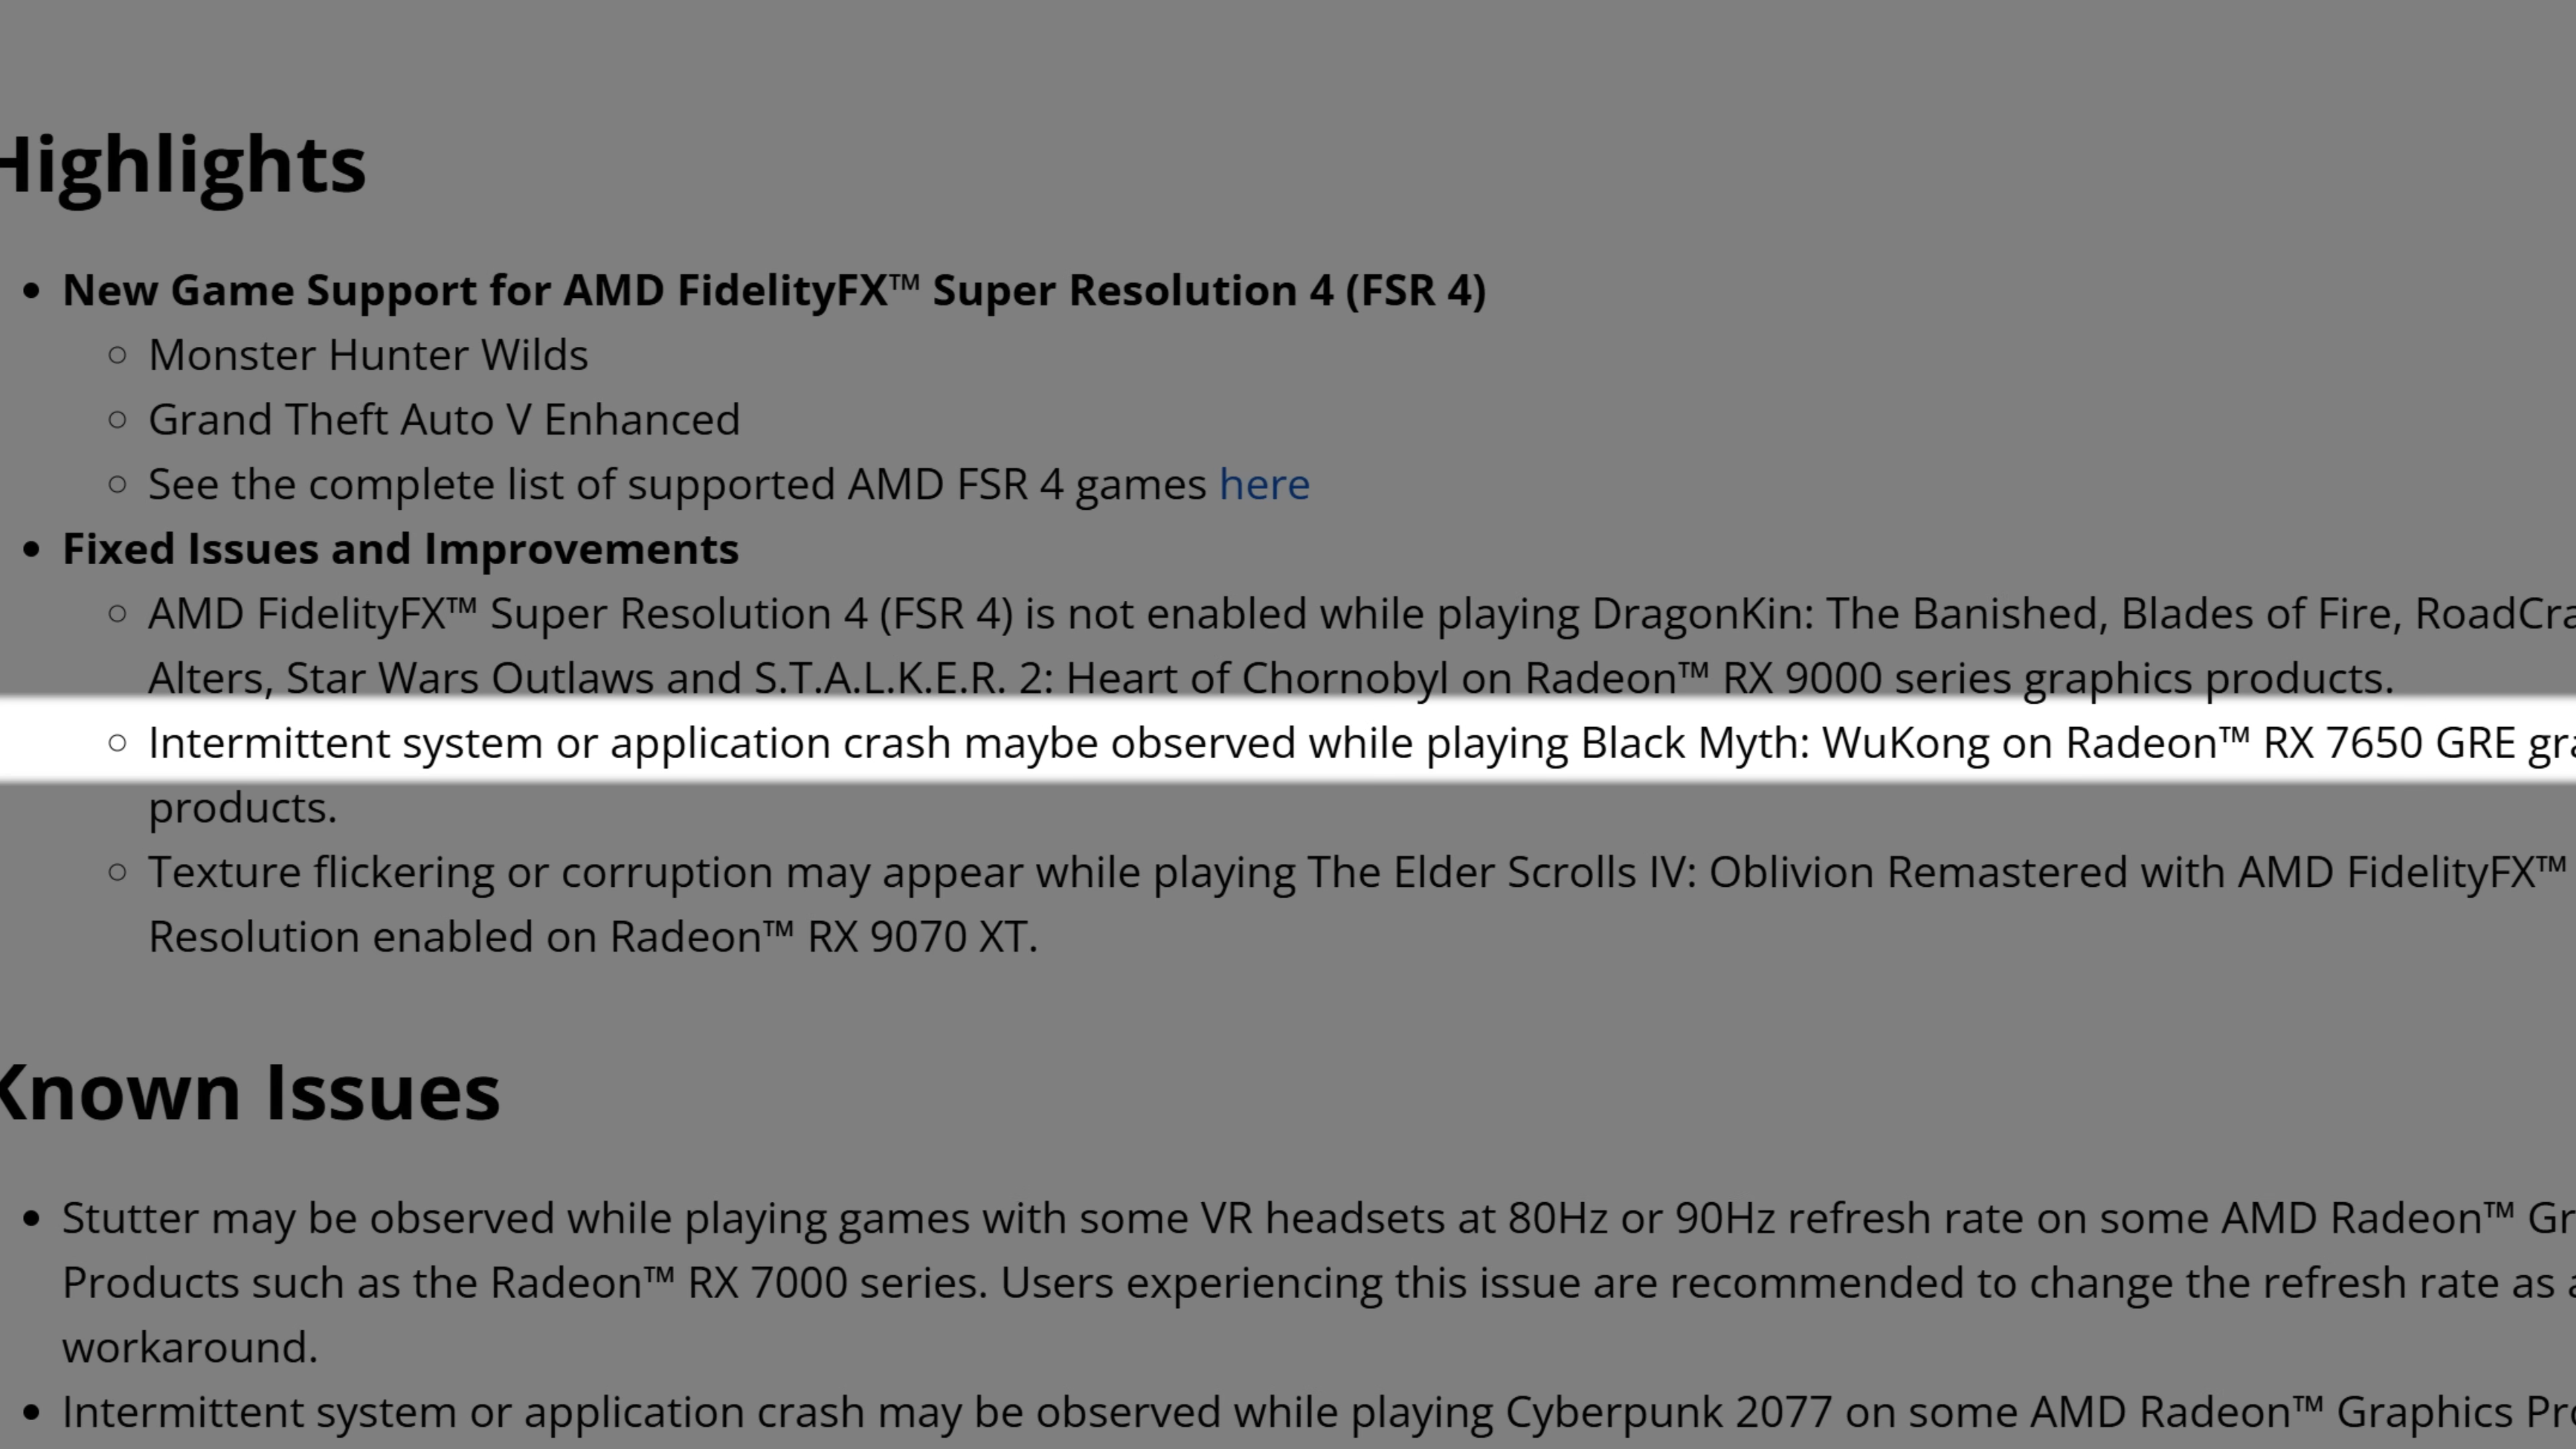 Highlights
• New Game Support for AMD FidelityFX™ Super Resolution 4 (FSR 4)
○ Monster Hunter Wilds
○ Grand Theft Auto V Enhanced
○ See the complete list of supported AMD FSR 4 games here
• Fixed Issues and Improvements
○ AMD FidelityFX™ Super Resolution 4 (FSR 4) is not enabled while playing DragonKin: The Banished, Blades of Fire,
Alters, Star Wars Outlaws and S.T.A.L.K.E.R. 2: Heart of Chornobyl on Radeon™ RX 9000 series graphics products.
○ Intermittent system or application crash maybe observed while playing Black Myth: WuKong on Radeon™ RX 7650 GRE
products.
○ Texture flickering or corruption may appear while playing The Elder Scrolls IV: Oblivion Remastered with AMD FidelityFX™
Resolution enabled on Radeon™ RX 9070 XT.
Known Issues
• Stutter may be observed while playing games with some VR headsets at 80Hz or 90Hz refresh rate on some AMD Radeon™
Products such as the Radeon™ RX 7000 series. Users experiencing this issue are recommended to change the refresh rate as
workaround.
• Intermittent system or application crash may be observed while playing Cyberpunk 2077 on some AMD Radeon™ Graphics